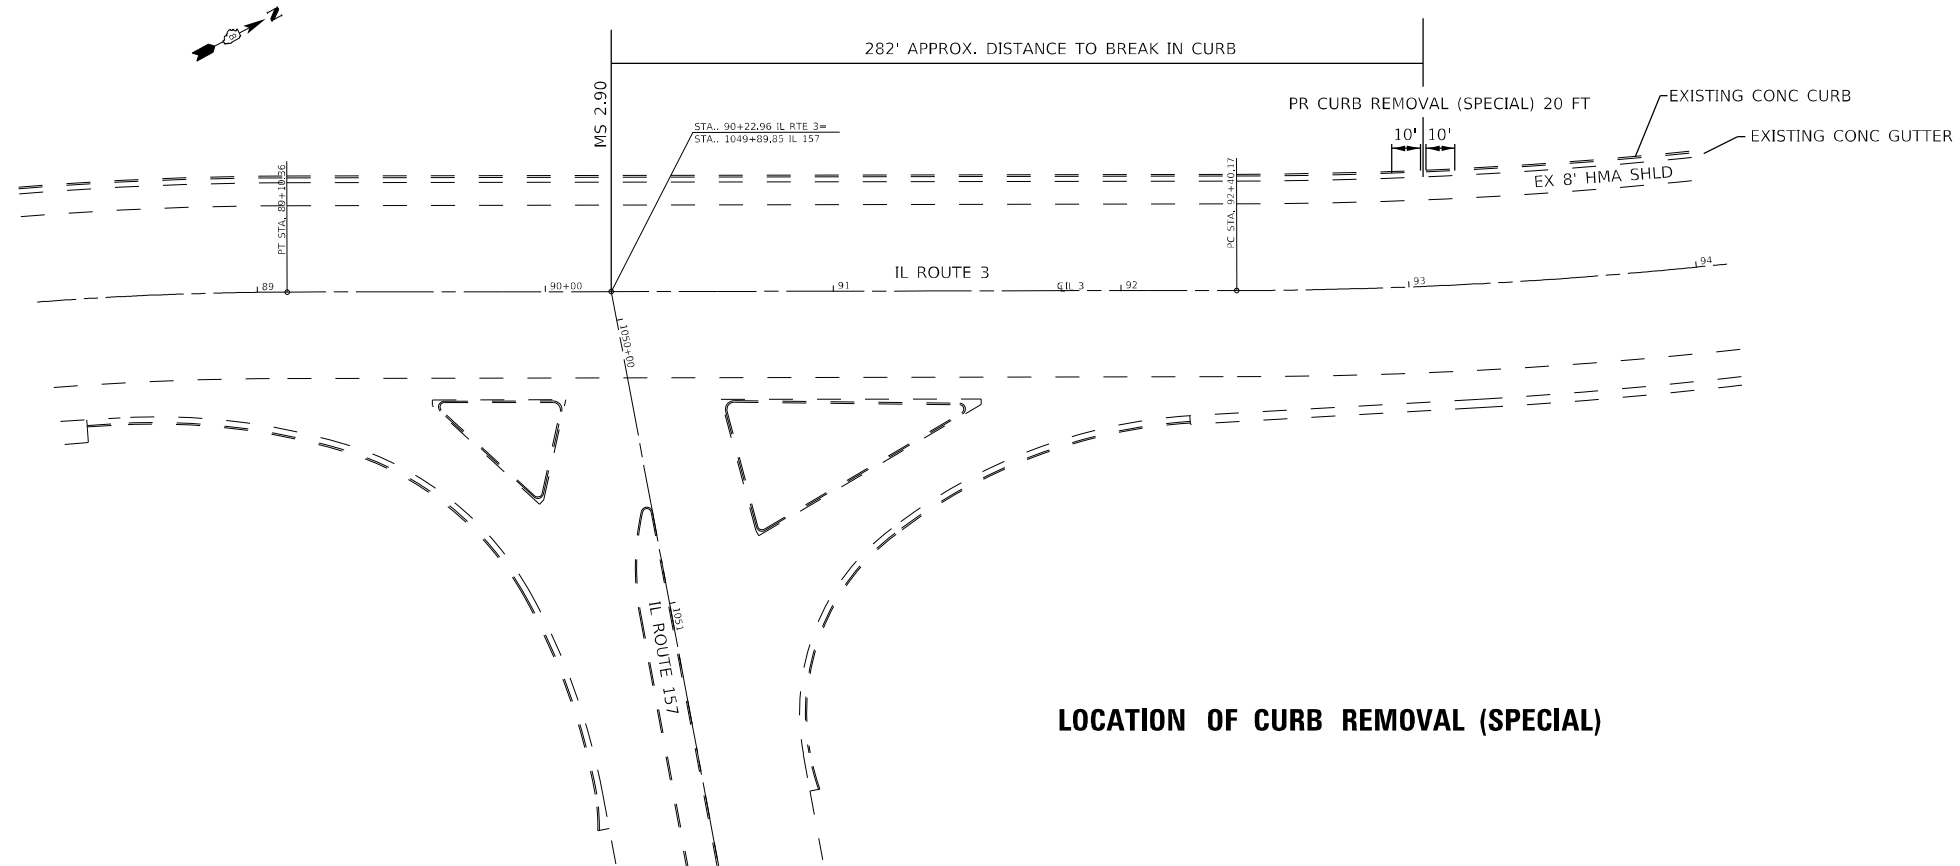 N
282' APPROX. DISTANCE TO BREAK IN CURB
MS 2.90
PR CURB REMOVAL (SPECIAL) 20 FT
EXISTING CONC CURB
STA.. 90+22.96 IL RTE 3=
STA.. 1049+89.85 IL 157
10' 10'
EXISTING CONC GUTTER
EX 8' HMA SHLD
PT STA. 89+10.36
PC STA. 92+40.17
IL ROUTE 3
89
90+00
91
92
93
94
1050+00
1051
IL ROUTE 157
LOCATION OF CURB REMOVAL (SPECIAL)